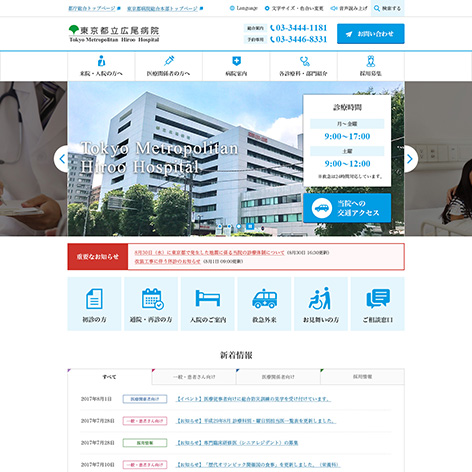 都庁総合トップページ
東京都病院総合本部トップページ
Language
文字サイズ・色合い変更
音声読み上げ
検索する
東京都立広尾病院
Tokyo Metropolitan Hiroo Hospital
総合案内 03-3444-1181
予約専用 03-3446-8331
お問い合わせ
来院・入院の方へ
医療関係者の方へ
病院案内
各診療科・部門紹介
採用募集
Tokyo Metropolitan
Hiroo Hospital
診療時間
月～金曜
9:00～17:00
土曜
9:00～12:00
※救急は24時間対応しています。
当院への
交通アクセス
重要なお知らせ
8月30日（水）に東京都で発生した地震に係る当院の診療体制について（8月30日 10:30更新）
改装工事に伴う休診のお知らせ（8月1日 09:00更新）
初診の方
通院・再診の方
入院のご案内
救急外来
お見舞いの方
ご相談窓口
新着情報
すべて
一般・患者さん向け
医療関係者向け
採用情報
2017年8月1日
医療関係者向け
【イベント】医療従事者向けに総合防災訓練の見学を受け付けています。
2017年7月28日
一般・患者さん向け
【お知らせ】平成29年8月 診療科別・曜日別担当医一覧表を更新しました。
2017年7月28日
採用情報
【お知らせ】専門臨床研修医（シニアレジデント）の募集
2017年7月10日
一般・患者さん向け
【お知らせ】「歴代オリンピック開催国の食事」を更新しました。（栄養科）